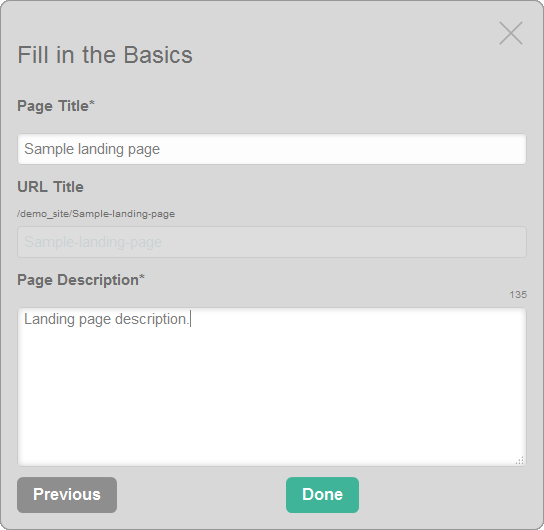 Fill in the Basics
Page Title*
Sample landing page
URL Title
/demo_site/Sample-landing-page
Sample-landing-page
Page Description*
135
Landing page description.
Previous
Done